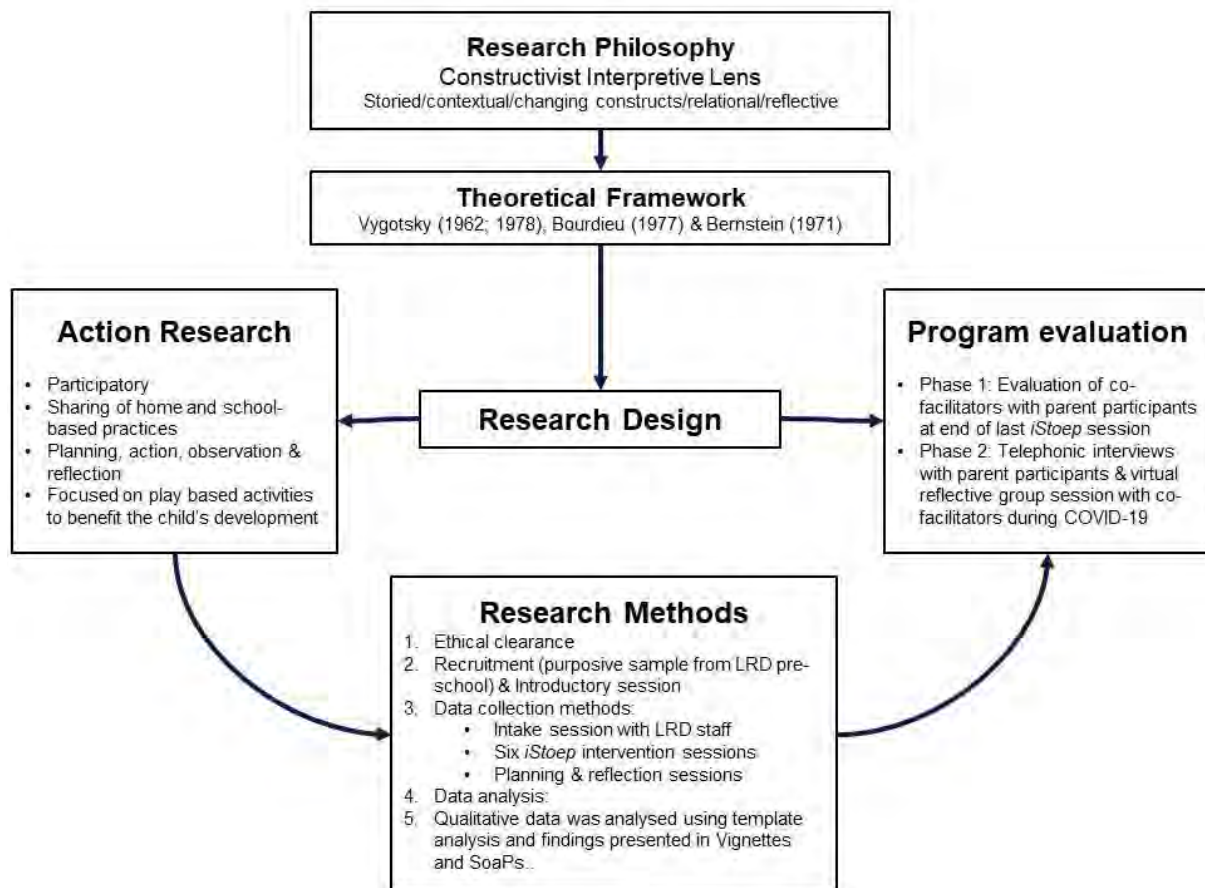 Research Philosophy
Constructivist Interpretive Lens
Storied/contextual/changing constructs/relational/reflective
Theoretical Framework
Vygotsky (1962; 1978), Bourdieu (1977) & Bernstein (1971)
Action Research
• Participatory
• Sharing of home and school-
based practices
• Planning, action, observation &
reflection
• Focused on play based activities
to benefit the child's development
Research Design
Program evaluation
• Phase 1: Evaluation of co-
facilitators with parent participants
at end of last iStoep session
• Phase 2: Telephonic interviews
with parent participants & virtual
reflective group session with co-
facilitators during COVID-19
Research Methods
1. Ethical clearance
2. Recruitment (purposive sample from LRD pre-
school) & Introductory session
3. Data collection methods:
• Intake session with LRD staff
• Six iStoep intervention sessions
• Planning & reflection sessions
4. Data analysis:
5. Qualitative data was analysed using template
analysis and findings presented in Vignettes
and SoaPs..